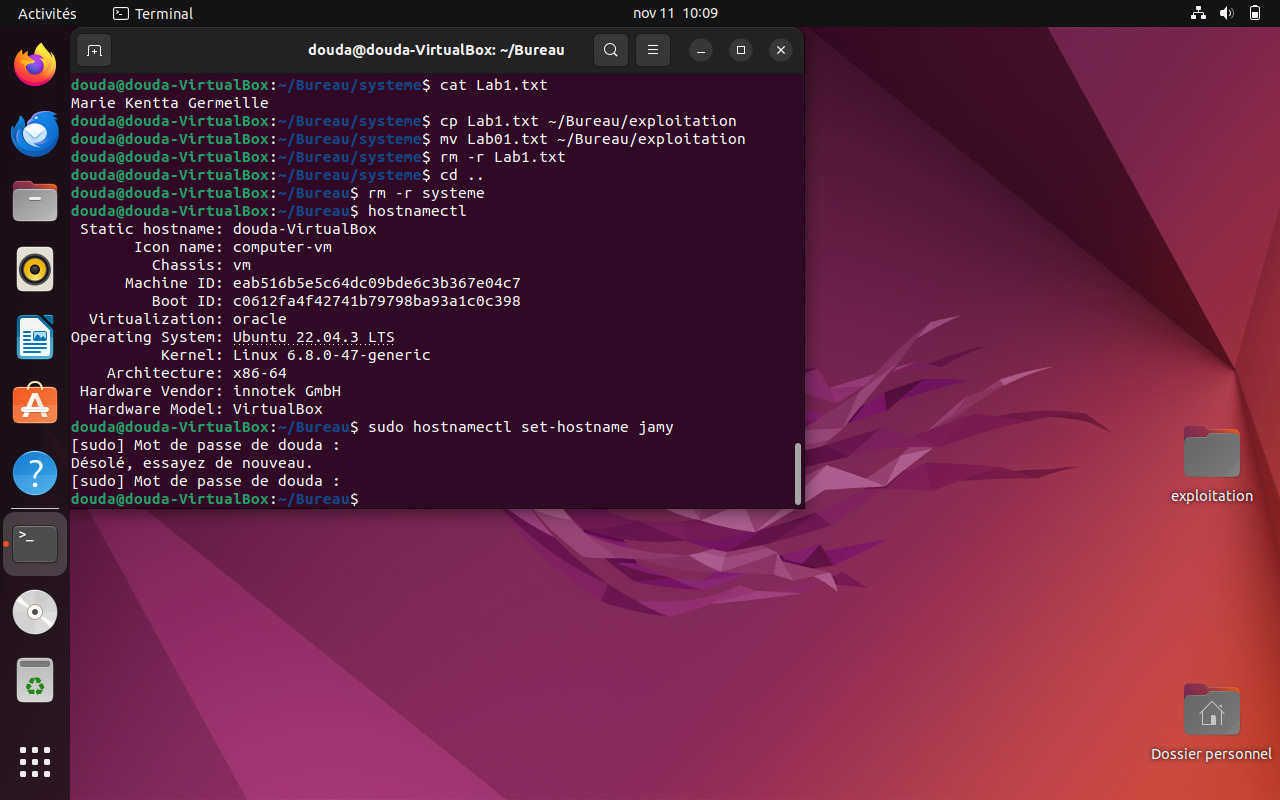 Activités
Terminal
nov 11 10:09
douda@douda-VirtualBox: ~/Bureau
douda@douda-VirtualBox:~/Bureau/systeme$ cat Lab1.txt
Marie Kentta Germeille
douda@douda-VirtualBox:~/Bureau/systeme$ cp Lab1.txt ~/Bureau/exploitation
douda@douda-VirtualBox:~/Bureau/systeme$ mv Lab01.txt ~/Bureau/exploitation
douda@douda-VirtualBox:~/Bureau/systeme$ rm -r Lab1.txt
douda@douda-VirtualBox:~/Bureau/systeme$ cd ..
douda@douda-VirtualBox:~/Bureau$ rm -r systeme
douda@douda-VirtualBox:~/Bureau$ hostnamectl
Static hostname: douda-VirtualBox
Icon name: computer-vm
Chassis: vm
Machine ID: eab516b5e5c64dc09bde6c3b367e04c7
Boot ID: c0612fa4f42741b79798ba93a1c0c398
Virtualization: oracle
Operating System: Ubuntu 22.04.3 LTS
Kernel: Linux 6.8.0-47-generic
Architecture: x86-64
Hardware Vendor: innotek GmbH
Hardware Model: VirtualBox
douda@douda-VirtualBox:~/Bureau$ sudo hostnamectl set-hostname jamy
[sudo] Mot de passe de douda :
Désolé, essayez de nouveau.
[sudo] Mot de passe de douda :
douda@douda-VirtualBox:~/Bureau$
exploitation
Dossier personnel